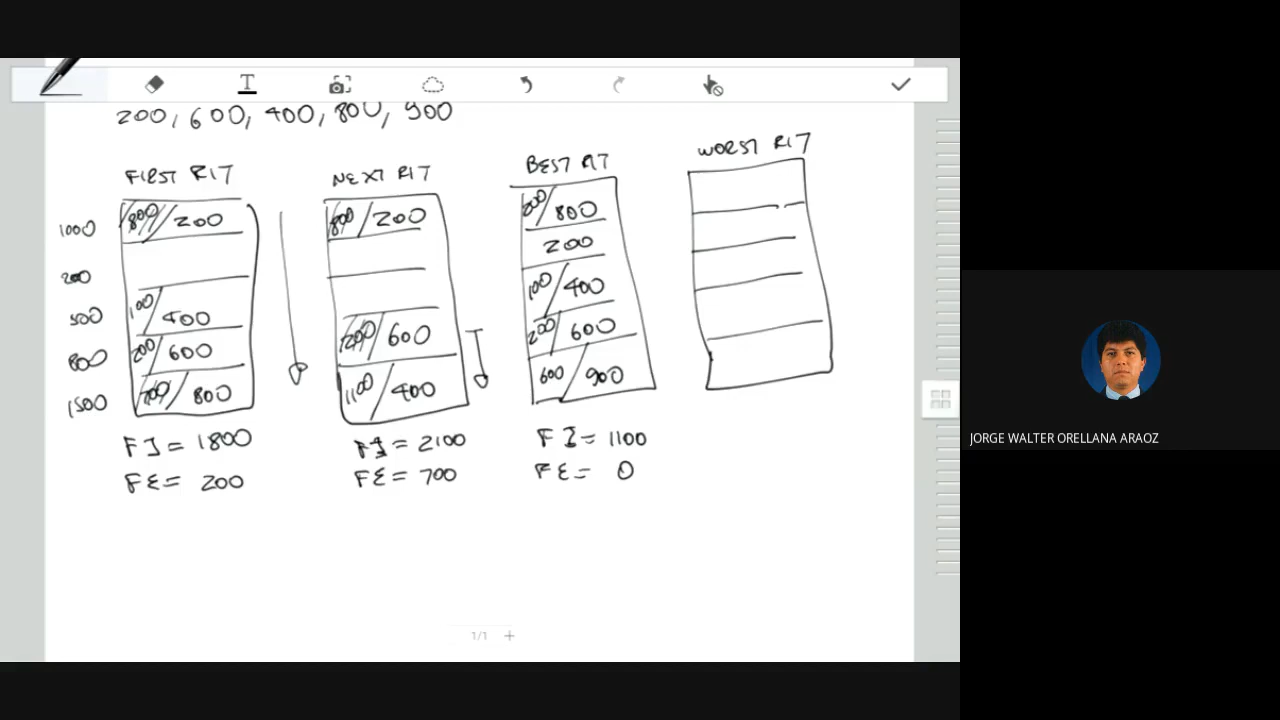 200, 600, 400, 800, 900
FIRST FIT
1000 800/200
200
500 100/400
800 200/600
1500 700/800
FI = 1800
FE = 200
NEXT FIT
800/200
200/600
1100/400
FI = 2100
FE = 700
BEST FIT
200/800
200
100/400
200/600
600/900
FI = 1100
FE = 0
WORST FIT
1/1 +
JORGE WALTER ORELLANA ARAOZ